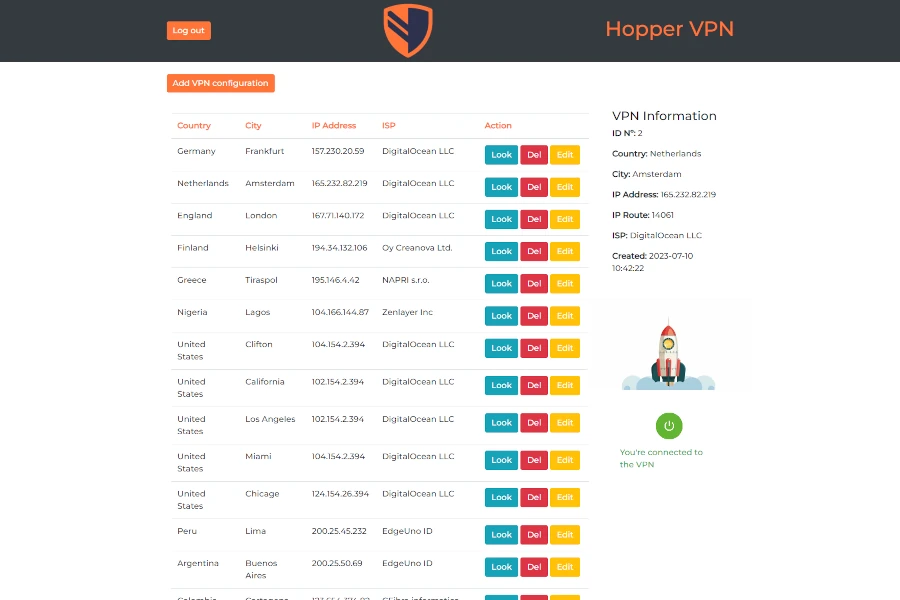 Log out
Hopper VPN
Add VPN configuration
Country City IP Address ISP Action
Germany Frankfurt 157.230.20.59 DigitalOcean LLC Look Del Edit
Netherlands Amsterdam 165.232.82.219 DigitalOcean LLC Look Del Edit
England London 167.71.140.172 DigitalOcean LLC Look Del Edit
Finland Helsinki 194.34.132.106 Oy Creanova Ltd. Look Del Edit
Greece Tiraspol 195.146.4.42 NAPRI s.r.o. Look Del Edit
Nigeria Lagos 104.166.144.87 Zenlayer Inc Look Del Edit
United Clifton 104.154.2.394 DigitalOcean LLC Look Del Edit
States
United California 102.154.2.394 DigitalOcean LLC Look Del Edit
States
United Los Angeles 102.154.2.394 DigitalOcean LLC Look Del Edit
States
United Miami 104.154.2.394 DigitalOcean LLC Look Del Edit
States
United Chicago 124.154.26.394 DigitalOcean LLC Look Del Edit
States
Peru Lima 200.25.45.232 EdgeUno ID Look Del Edit
Argentina Buenos 200.25.50.69 EdgeUno ID Look Del Edit
Aires
VPN Information
ID Nº: 2
Country: Netherlands
City: Amsterdam
IP Address: 165.232.82.219
IP Route: 14061
ISP: DigitalOcean LLC
Created: 2023-07-10
10:42:22
You're connected to
the VPN